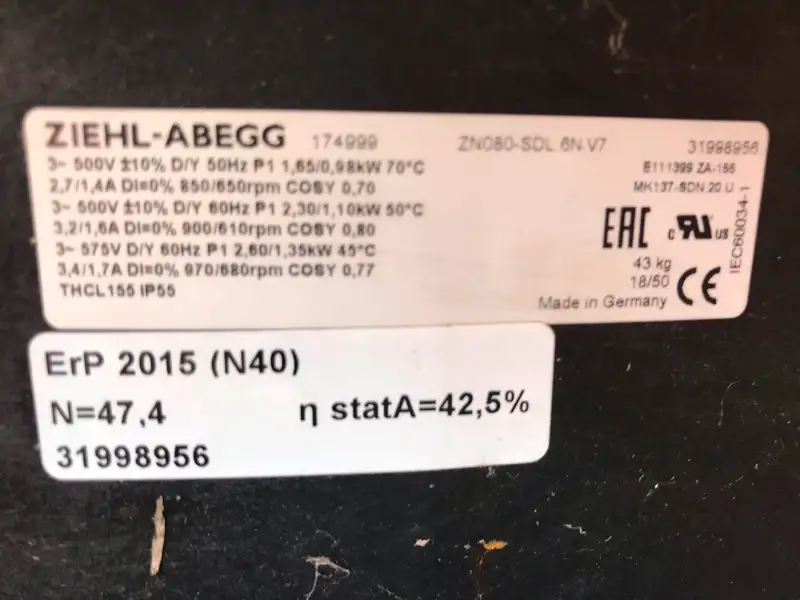 ZIEHL-ABEGG 174999 ZN080-SDL.6N.V7 31998956
3~ 500V ±10% D/Y 50Hz P1 1,65/0,98kW 70°C
2,7/1,4A DI=0% 850/650rpm COSY 0,70
3~ 500V ±10% D/Y 60Hz P1 2,30/1,10kW 50°C
3,2/1,6A DI=0% 900/610rpm COSY 0,80
3~ 575V D/Y 60Hz P1 2,60/1,35kW 45°C
3,4/1,7A DI=0% 970/680rpm COSY 0,77
THCL155 IP55
E111399 ZA-155
MK137-SDN.20.U
EAC c RU us
IEC60034-1
43 kg
18/50
Made in Germany CE
ErP 2015 (N40)
N=47,4 η statA=42,5%
31998956